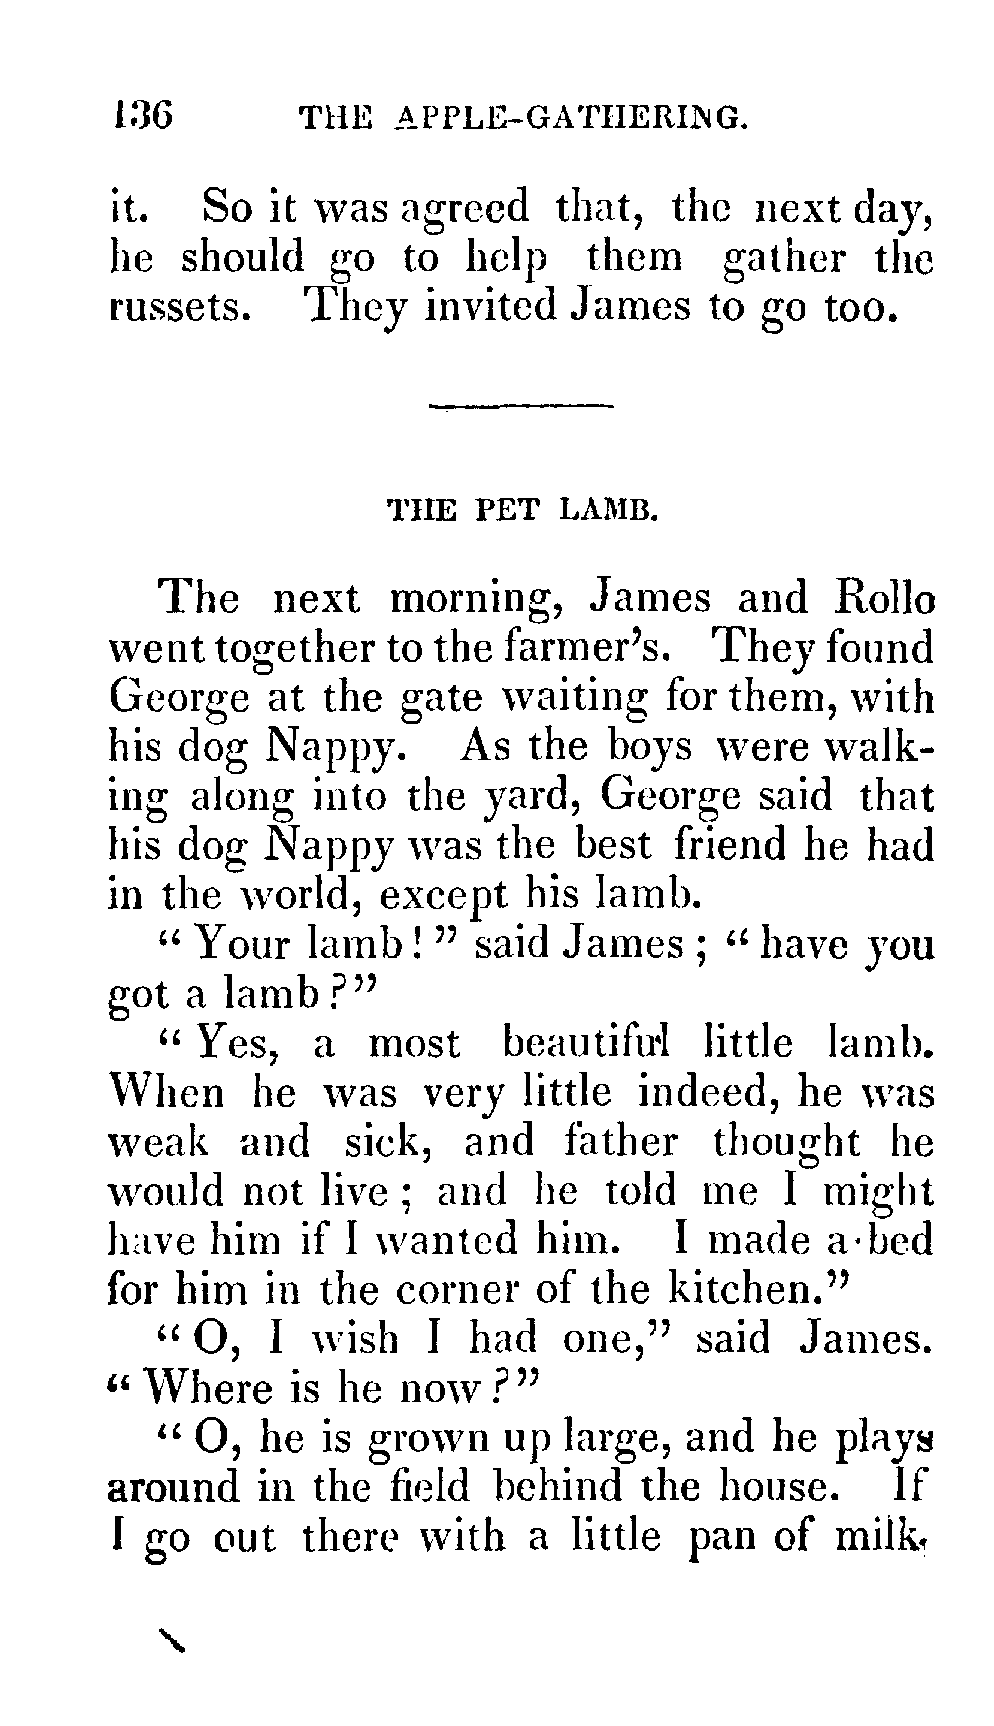 136 THE APPLE-GATHERING.
it. So it was agreed that, the next day,
he should go to help them gather the
russets. They invited James to go too.
THE PET LAMB.
The next morning, James and Rollo
went together to the farmer's. They found
George at the gate waiting for them, with
his dog Nappy. As the boys were walk-
ing along into the yard, George said that
his dog Nappy was the best friend he had
in the world, except his lamb.
“ Your lamb! ” said James ; “ have you
got a lamb ?”
“ Yes, a most beautiful little lamb.
When he was very little indeed, he was
weak and sick, and father thought he
would not live ; and he told me I might
have him if I wanted him. I made a bed
for him in the corner of the kitchen.”
“ O, I wish I had one,” said James.
“ Where is he now ?”
“ O, he is grown up large, and he plays
around in the field behind the house. If
I go out there with a little pan of milk,